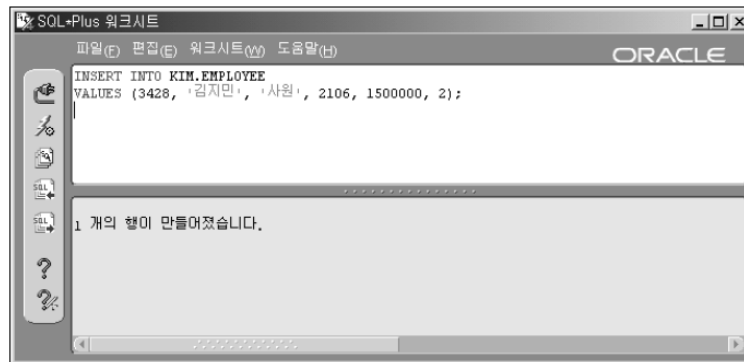 SQL*Plus 워크시트
파일(F) 편집(E) 워크시트(W) 도움말(H)
ORACLE
INSERT INTO KIM.EMPLOYEE
VALUES (3428, '김지민', '사원', 2106, 1500000, 2);
SQL
SQL
1 개의 행이 만들어졌습니다.